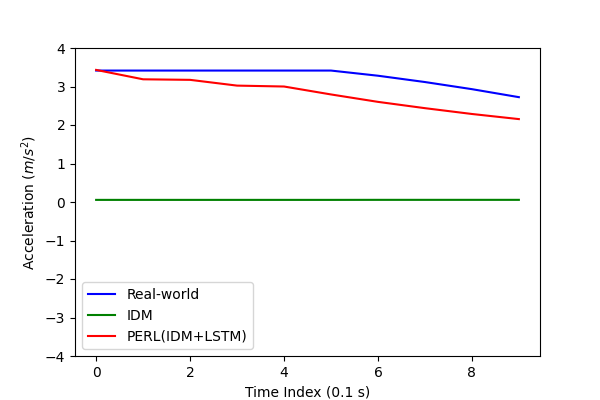 4
3
2
1
0
−1
−2
−3
−4
Acceleration (m/s²)
Real-world
IDM
PERL(IDM+LSTM)
0 2 4 6 8
Time Index (0.1 s)